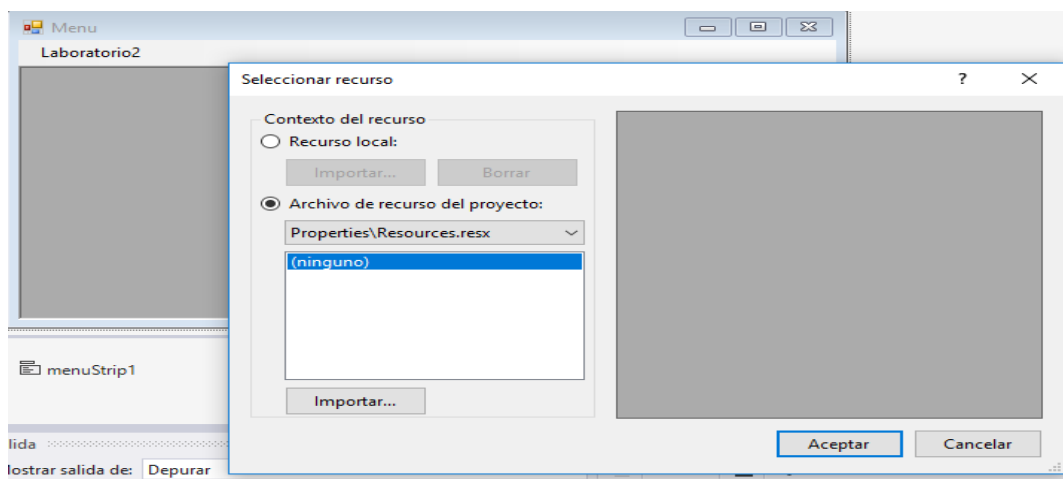 Menu
Laboratorio2
Seleccionar recurso
?
Contexto del recurso
Recurso local:
Importar... Borrar
Archivo de recurso del proyecto:
Properties\Resources.resx
(ninguno)
Importar...
menuStrip1
Aceptar Cancelar
lida
lostrar salida de: Depurar